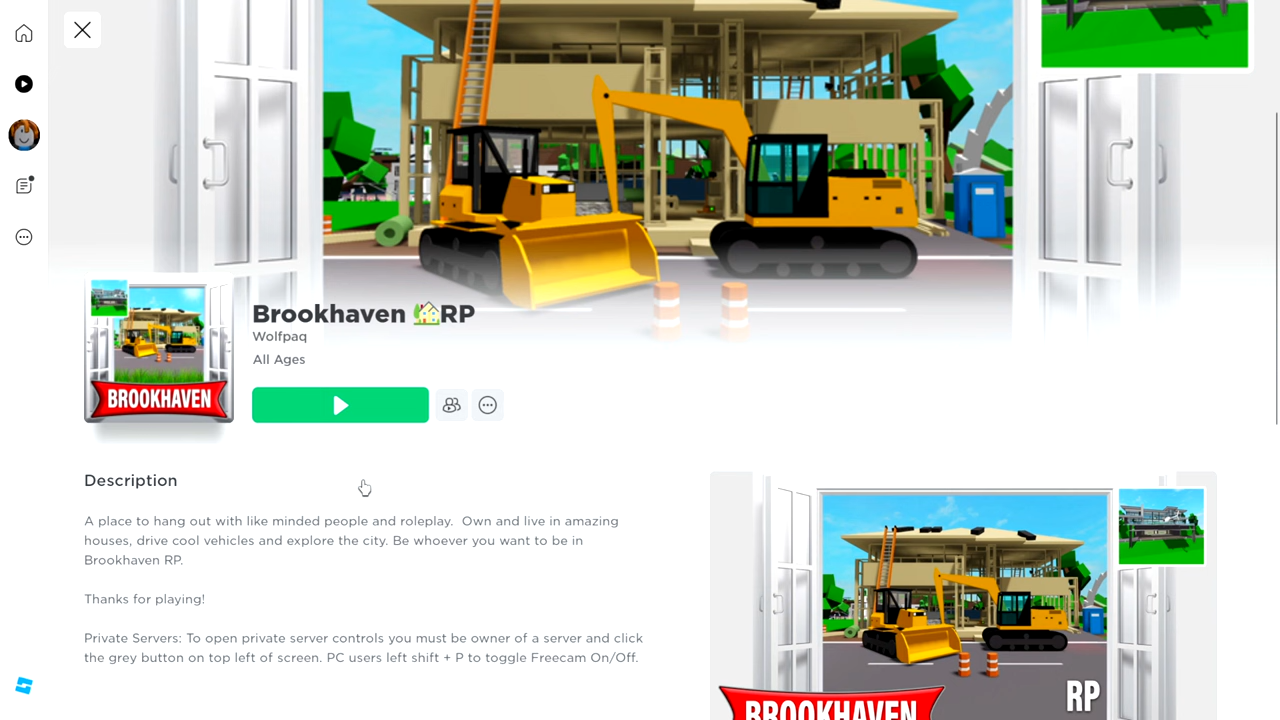 Brookhaven 🏡RP
Wolfpaq
All Ages
BROOKHAVEN
Description
A place to hang out with like minded people and roleplay.  Own and live in amazing
houses, drive cool vehicles and explore the city. Be whoever you want to be in
Brookhaven RP.
Thanks for playing!
Private Servers: To open private server controls you must be owner of a server and click
the grey button on top left of screen. PC users left shift + P to toggle Freecam On/Off.
RP
BROOKHAVEN